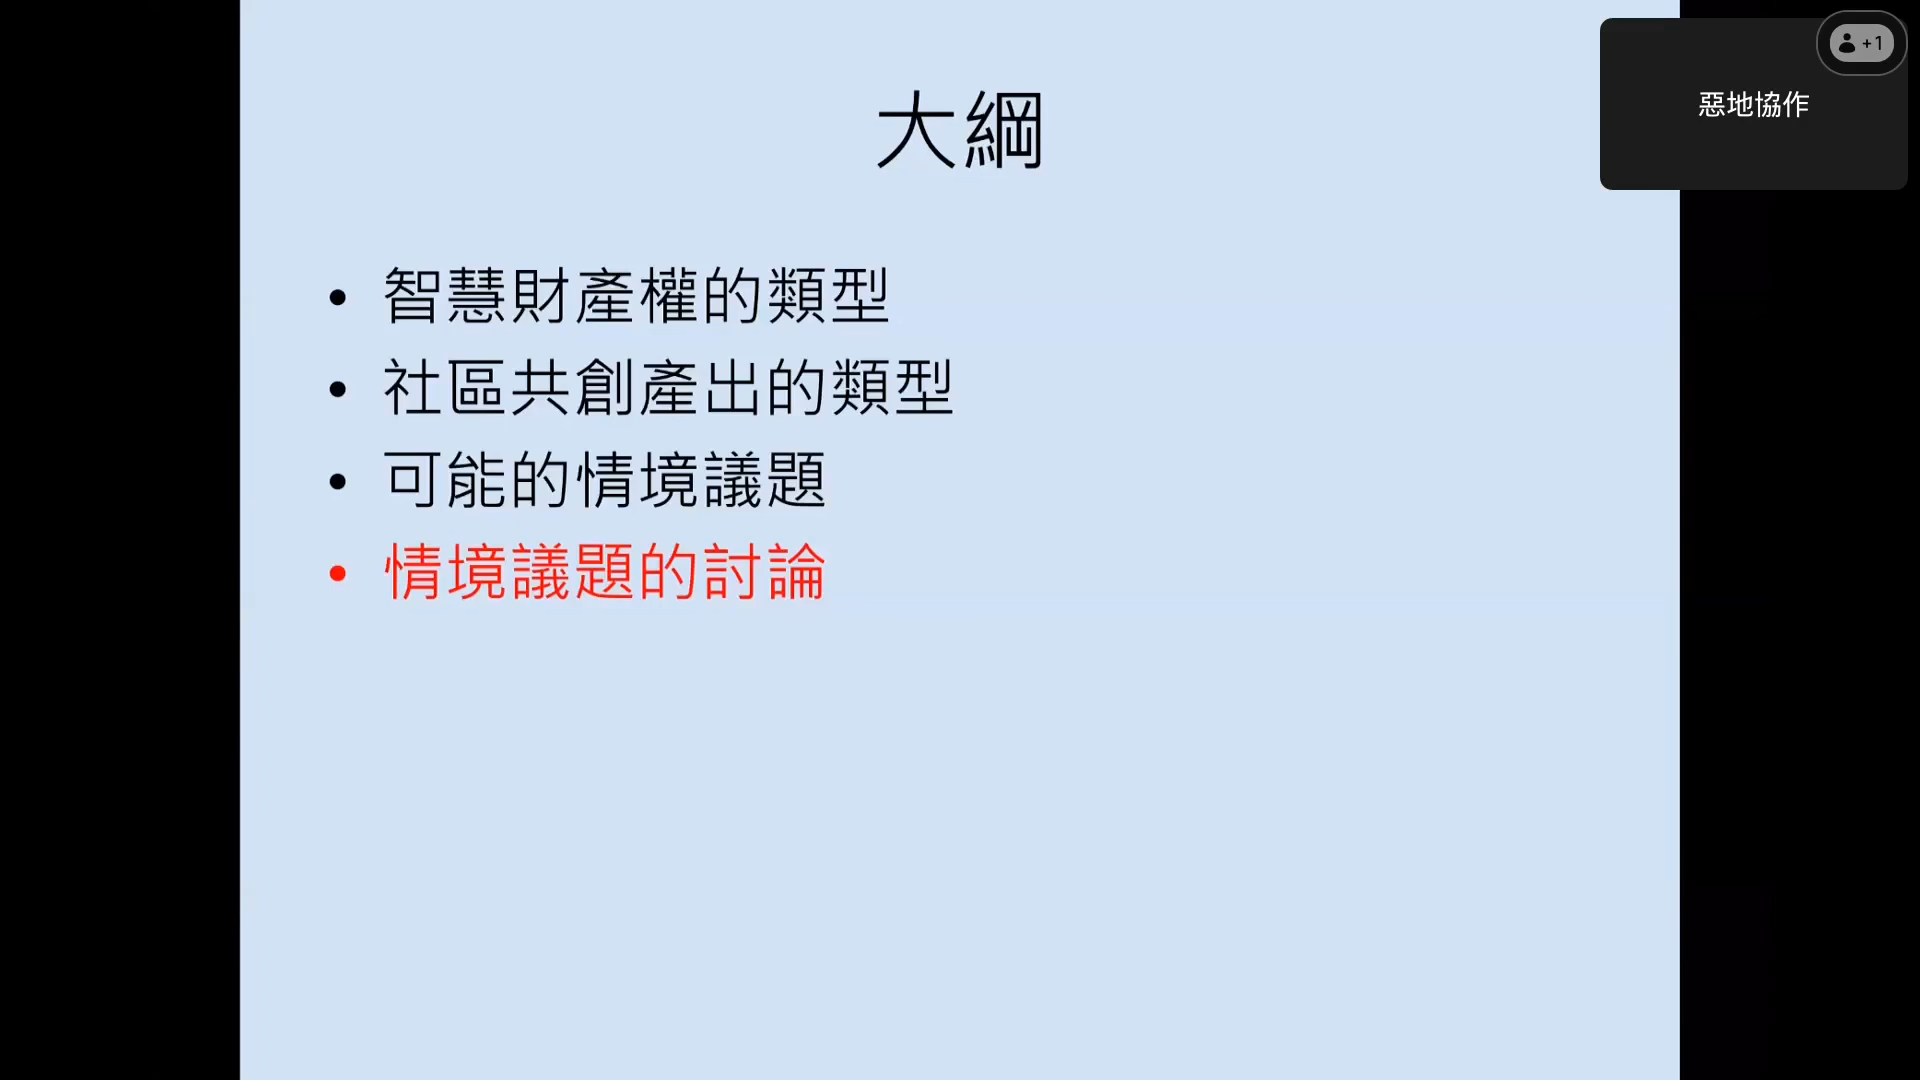 大綱
• 智慧財產權的類型
• 社區共創產出的類型
• 可能的情境議題
• 情境議題的討論
+1
惡地協作